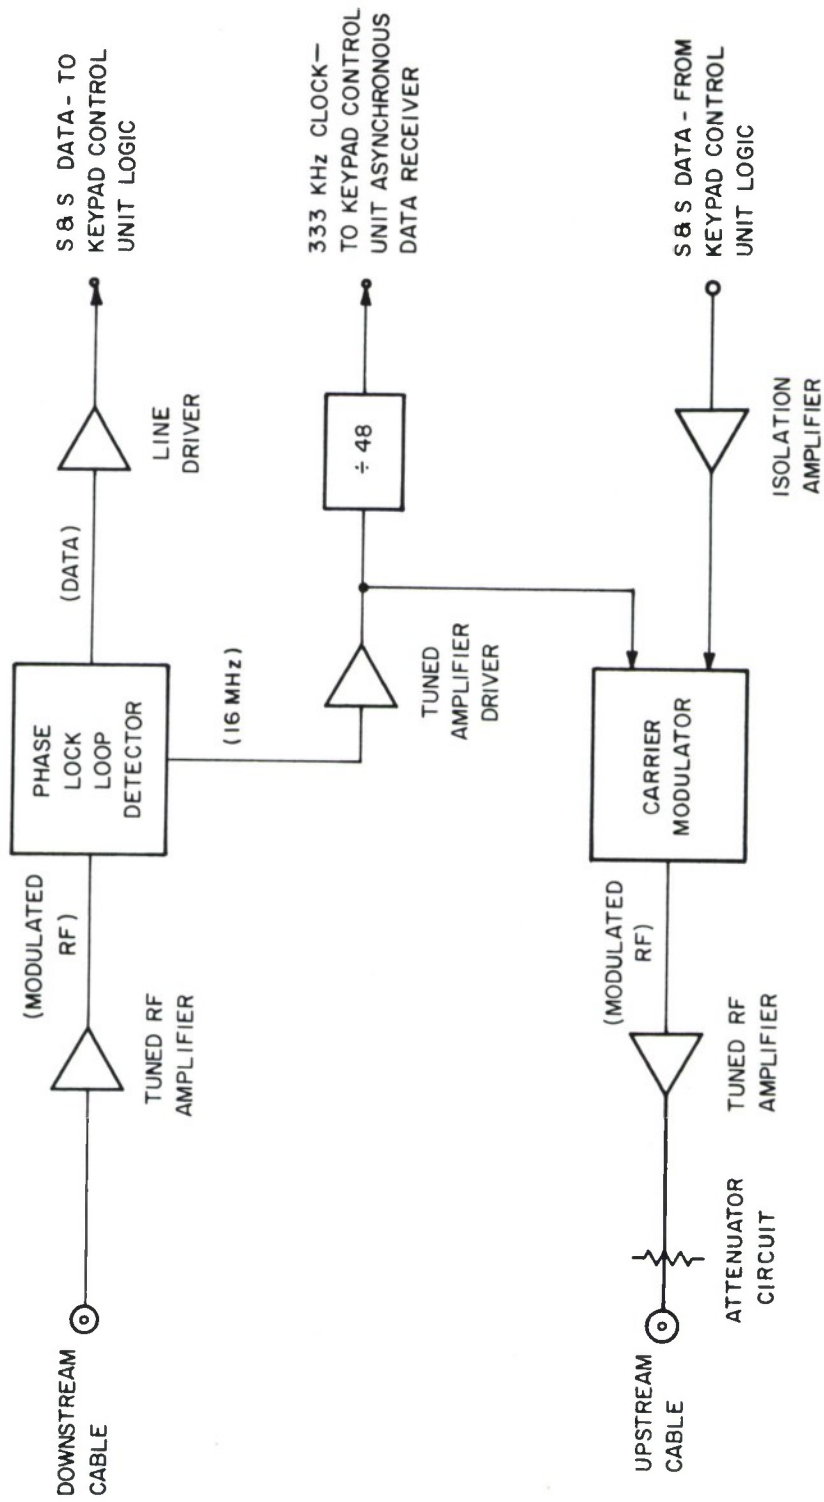 DOWNSTREAM
CABLE
TUNED RF
AMPLIFIER
(MODULATED
RF)
PHASE
LOCK
LOOP
DETECTOR
(DATA)
LINE
DRIVER
S & S DATA - TO
KEYPAD CONTROL
UNIT LOGIC
(16 MHz)
TUNED
AMPLIFIER
DRIVER
÷ 48
333 KHz CLOCK—
TO KEYPAD CONTROL
UNIT ASYNCHRONOUS
DATA RECEIVER
UPSTREAM
CABLE
ATTENUATOR
CIRCUIT
TUNED RF
AMPLIFIER
(MODULATED
RF)
CARRIER
MODULATOR
ISOLATION
AMPLIFIER
S & S DATA - FROM
KEYPAD CONTROL
UNIT LOGIC